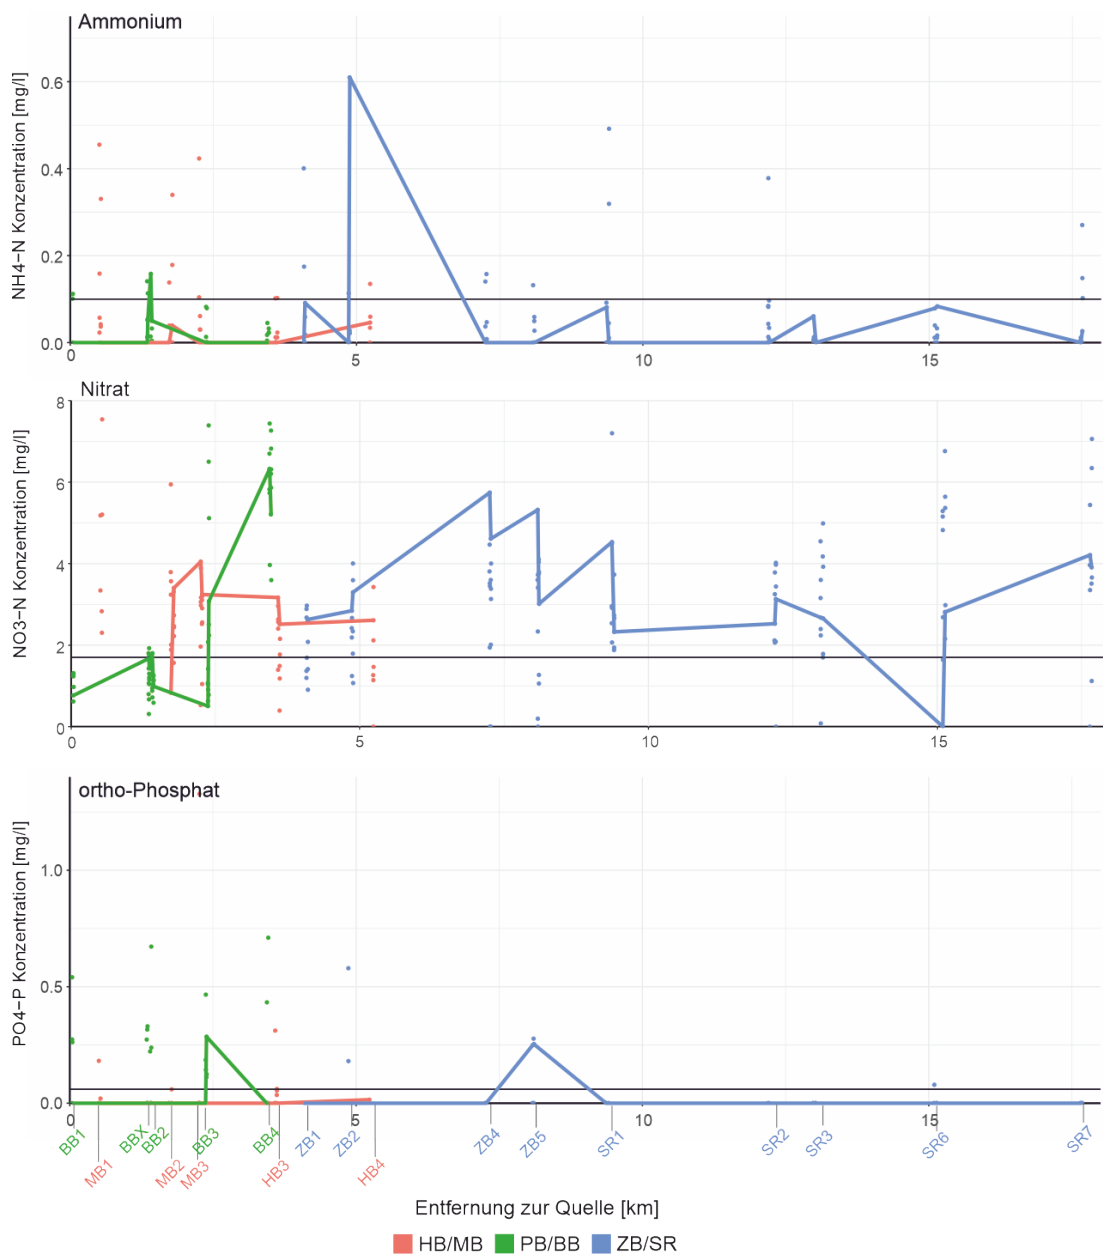 Ammonium
NH4−N Konzentration [mg/l]
0.6
0.4
0.2
0.0
0
5
10
15
Nitrat
NO3−N Konzentration [mg/l]
8
6
4
2
0
0
5
10
15
ortho-Phosphat
PO4−P Konzentration [mg/l]
1.0
0.5
0.0
0
5
10
15
BB1
MB1
BBX
BB2
MB2
MB3
BB3
BB4
HB3
ZB1
ZB2
HB4
ZB4
ZB5
SR1
SR2
SR3
SR6
SR7
Entfernung zur Quelle [km]
HB/MB PB/BB ZB/SR